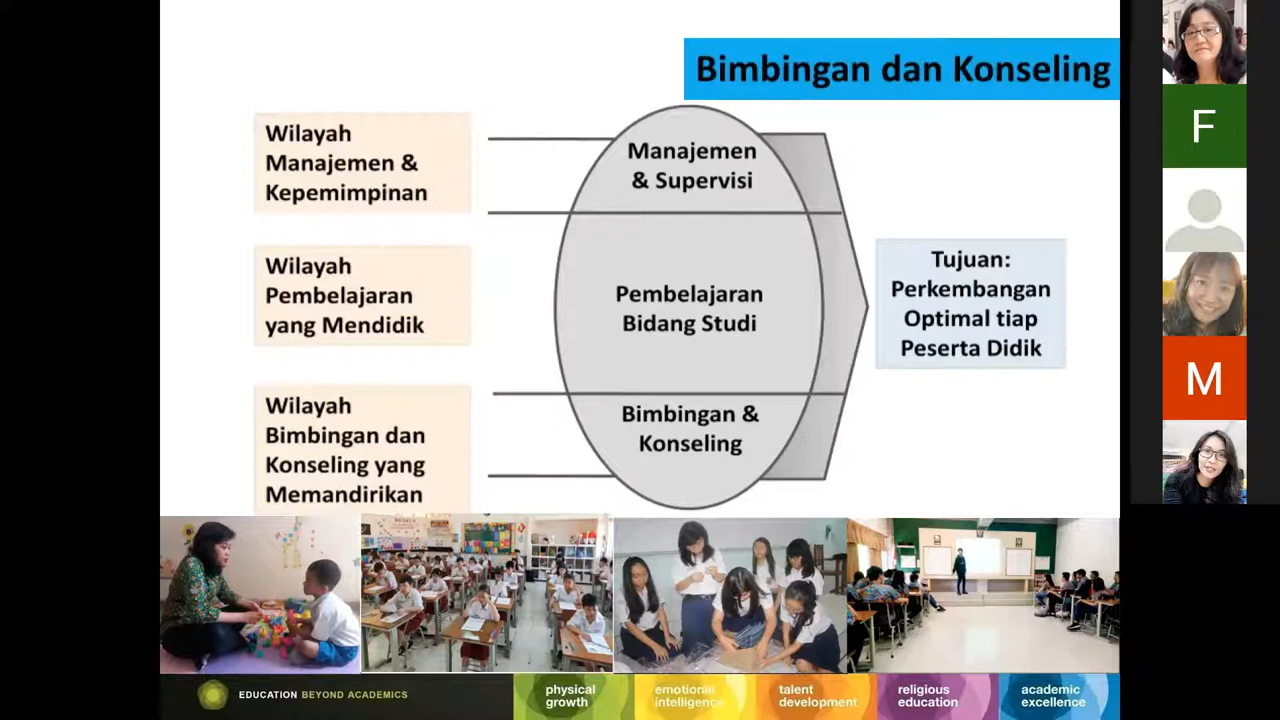 Bimbingan dan Konseling
Wilayah
Manajemen &
Kepemimpinan
Manajemen
& Supervisi
Wilayah
Pembelajaran
yang Mendidik
Pembelajaran
Bidang Studi
Tujuan:
Perkembangan
Optimal tiap
Peserta Didik
Wilayah
Bimbingan dan
Konseling yang
Memandirikan
Bimbingan &
Konseling
F
M
EDUCATION BEYOND ACADEMICS
physical
growth
emotional
intelligence
talent
development
religious
education
academic
excellence